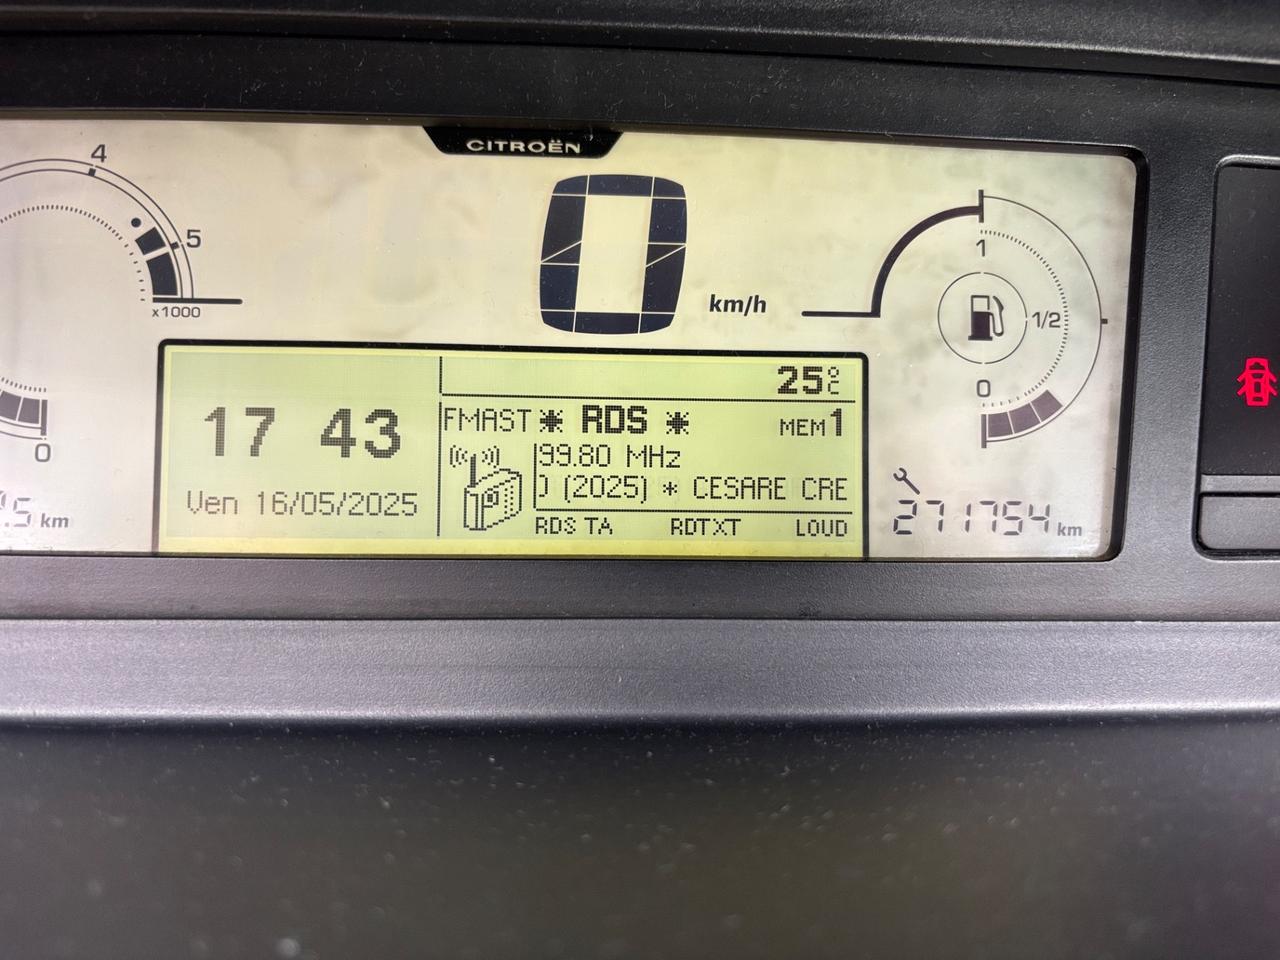 CITROËN
4
5
x1000
0
km/h
1
1/2
0
25°C
17 43
Ven 16/05/2025
FMAST * RDS * MEM1
99.80 MHz
) (2025) * CESARE CRE
RDS TA RDTXT LOUD
.5 km
271754 km